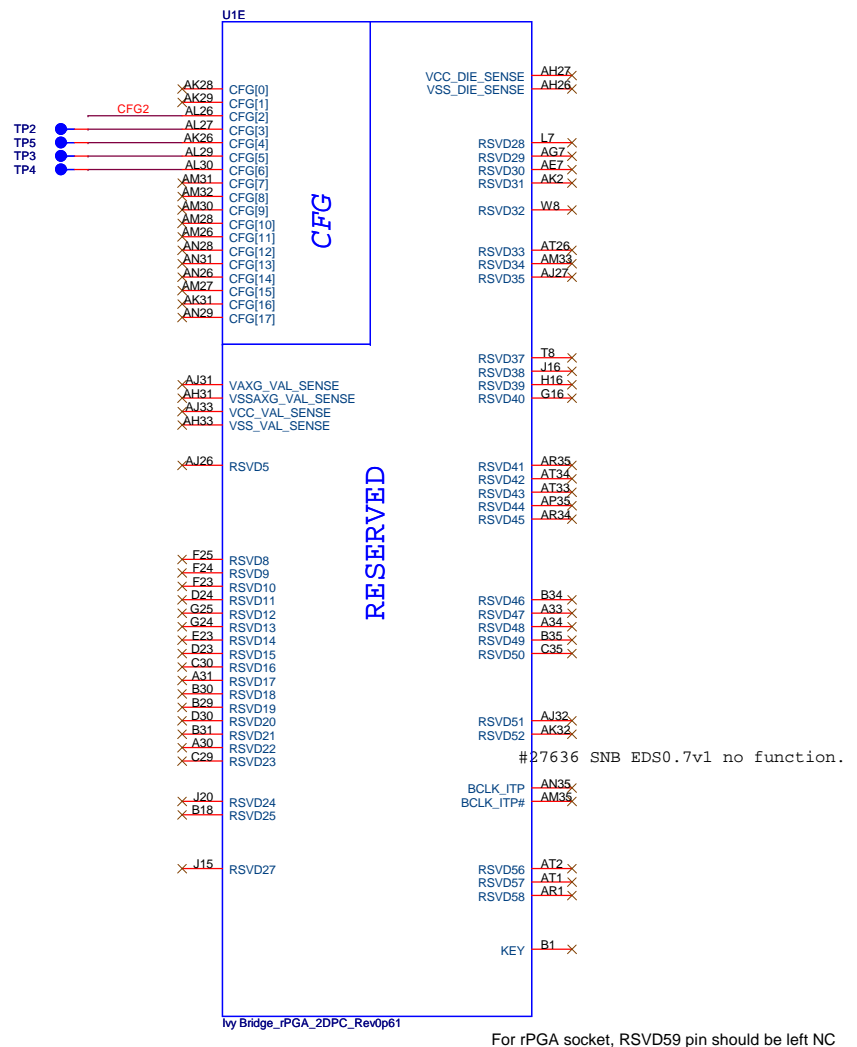 U1E
AK28 CFG[0]
AK29 CFG[1]
CFG2 AL26 CFG[2]
TP2 AL27 CFG[3]
TP5 AK26 CFG[4]
TP3 AL29 CFG[5]
TP4 AL30 CFG[6]
AM31 CFG[7]
AM32 CFG[8]
AM30 CFG[9]
AM28 CFG[10]
AM26 CFG[11]
AN28 CFG[12]
AN31 CFG[13]
AN26 CFG[14]
AM27 CFG[15]
AK31 CFG[16]
AN29 CFG[17]
CFG
AJ31 VAXG_VAL_SENSE
AH31 VSSAXG_VAL_SENSE
AJ33 VCC_VAL_SENSE
AH33 VSS_VAL_SENSE
AJ26 RSVD5
F25 RSVD8
F24 RSVD9
F23 RSVD10
D24 RSVD11
G25 RSVD12
G24 RSVD13
E23 RSVD14
D23 RSVD15
C30 RSVD16
A31 RSVD17
B30 RSVD18
B29 RSVD19
D30 RSVD20
B31 RSVD21
A30 RSVD22
C29 RSVD23
J20 RSVD24
B18 RSVD25
J15 RSVD27
RESERVED
VCC_DIE_SENSE AH27
VSS_DIE_SENSE AH26
RSVD28 L7
RSVD29 AG7
RSVD30 AE7
RSVD31 AK2
RSVD32 W8
RSVD33 AT26
RSVD34 AM33
RSVD35 AJ27
RSVD37 T8
RSVD38 J16
RSVD39 H16
RSVD40 G16
RSVD41 AR35
RSVD42 AT34
RSVD43 AT33
RSVD44 AP35
RSVD45 AR34
RSVD46 B34
RSVD47 A33
RSVD48 A34
RSVD49 B35
RSVD50 C35
RSVD51 AJ32
RSVD52 AK32
#27636 SNB EDS0.7v1 no function.
BCLK_ITP AN35
BCLK_ITP# AM35
RSVD56 AT2
RSVD57 AT1
RSVD58 AR1
KEY B1
Ivy Bridge_rPGA_2DPC_Rev0p61
For rPGA socket, RSVD59 pin should be left NC